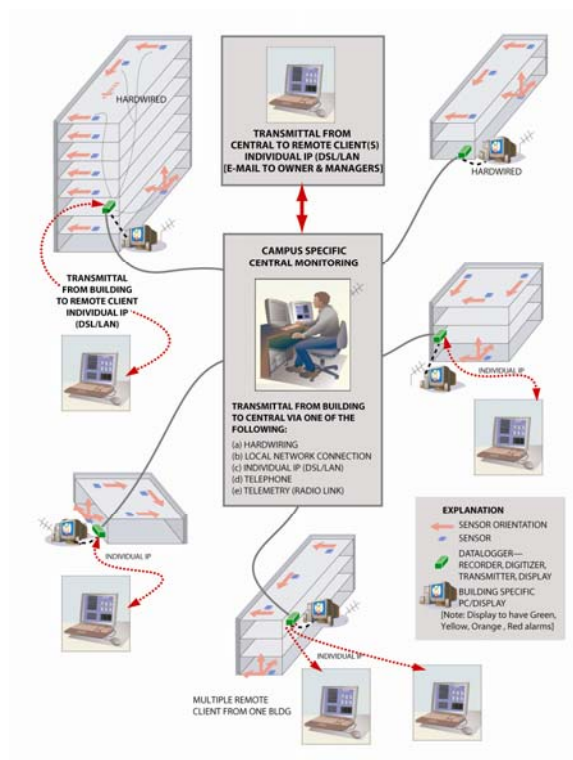 HARDWIRED
TRANSMITTAL FROM
CENTRAL TO REMOTE CLIENT(S)
INDIVIDUAL IP (DSL/LAN
[E-MAIL TO OWNER & MANAGERS]
HARDWIRED
TRANSMITTAL
FROM BUILDING
TO REMOTE CLIENT
INDIVIDUAL IP
(DSL/LAN)
CAMPUS SPECIFIC
CENTRAL MONITORING
TRANSMITTAL FROM BUILDING
TO CENTRAL VIA ONE OF THE
FOLLOWING:
(a) HARDWIRING
(b) LOCAL NETWORK CONNECTION
(c) INDIVIDUAL IP (DSL/LAN)
(d) TELEPHONE
(e) TELEMETRY (RADIO LINK)
INDIVIDUAL IP
INDIVIDUAL IP
INDIVIDUAL IP
MULTIPLE REMOTE
CLIENT FROM ONE BLDG
EXPLANATION
SENSOR ORIENTATION
SENSOR
DATALOGGER—
RECORDER, DIGITIZER,
TRANSMITTER, DISPLAY
BUILDING SPECIFIC
PC/DISPLAY
[Note: Display to have Green,
Yellow, Orange , Red alarms]